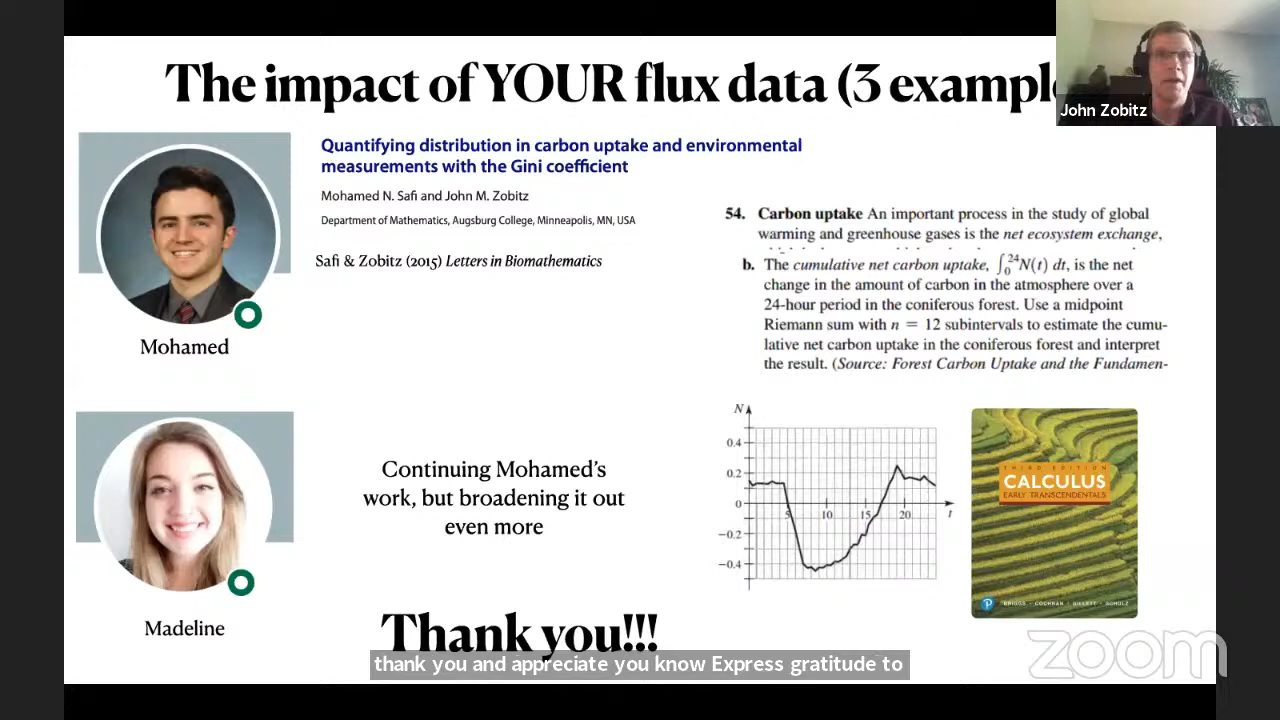 The impact of YOUR flux data (3 example
John Zobitz
Quantifying distribution in carbon uptake and environmental
measurements with the Gini coefficient
Mohamed N. Safi and John M. Zobitz
Department of Mathematics, Augsburg College, Minneapolis, MN, USA
Safi & Zobitz (2015) Letters in Biomathematics
Mohamed
54. Carbon uptake An important process in the study of global
warming and greenhouse gases is the net ecosystem exchange,
b. The cumulative net carbon uptake, ∫₀²⁴N(t) dt, is the net
change in the amount of carbon in the atmosphere over a
24-hour period in the coniferous forest. Use a midpoint
Riemann sum with n = 12 subintervals to estimate the cumu-
lative net carbon uptake in the coniferous forest and interpret
the result. (Source: Forest Carbon Uptake and the Fundamen-
Continuing Mohamed's
work, but broadening it out
even more
Madeline
N
0.4
0.2
0
−0.2
−0.4
5 10 15 20 t
THIRD EDITION
CALCULUS
EARLY TRANSCENDENTALS
P BRIGGS • COCHRAN • GILLETT • SCHULZ
Thank you!!!
thank you and appreciate you know Express gratitude to
zoom